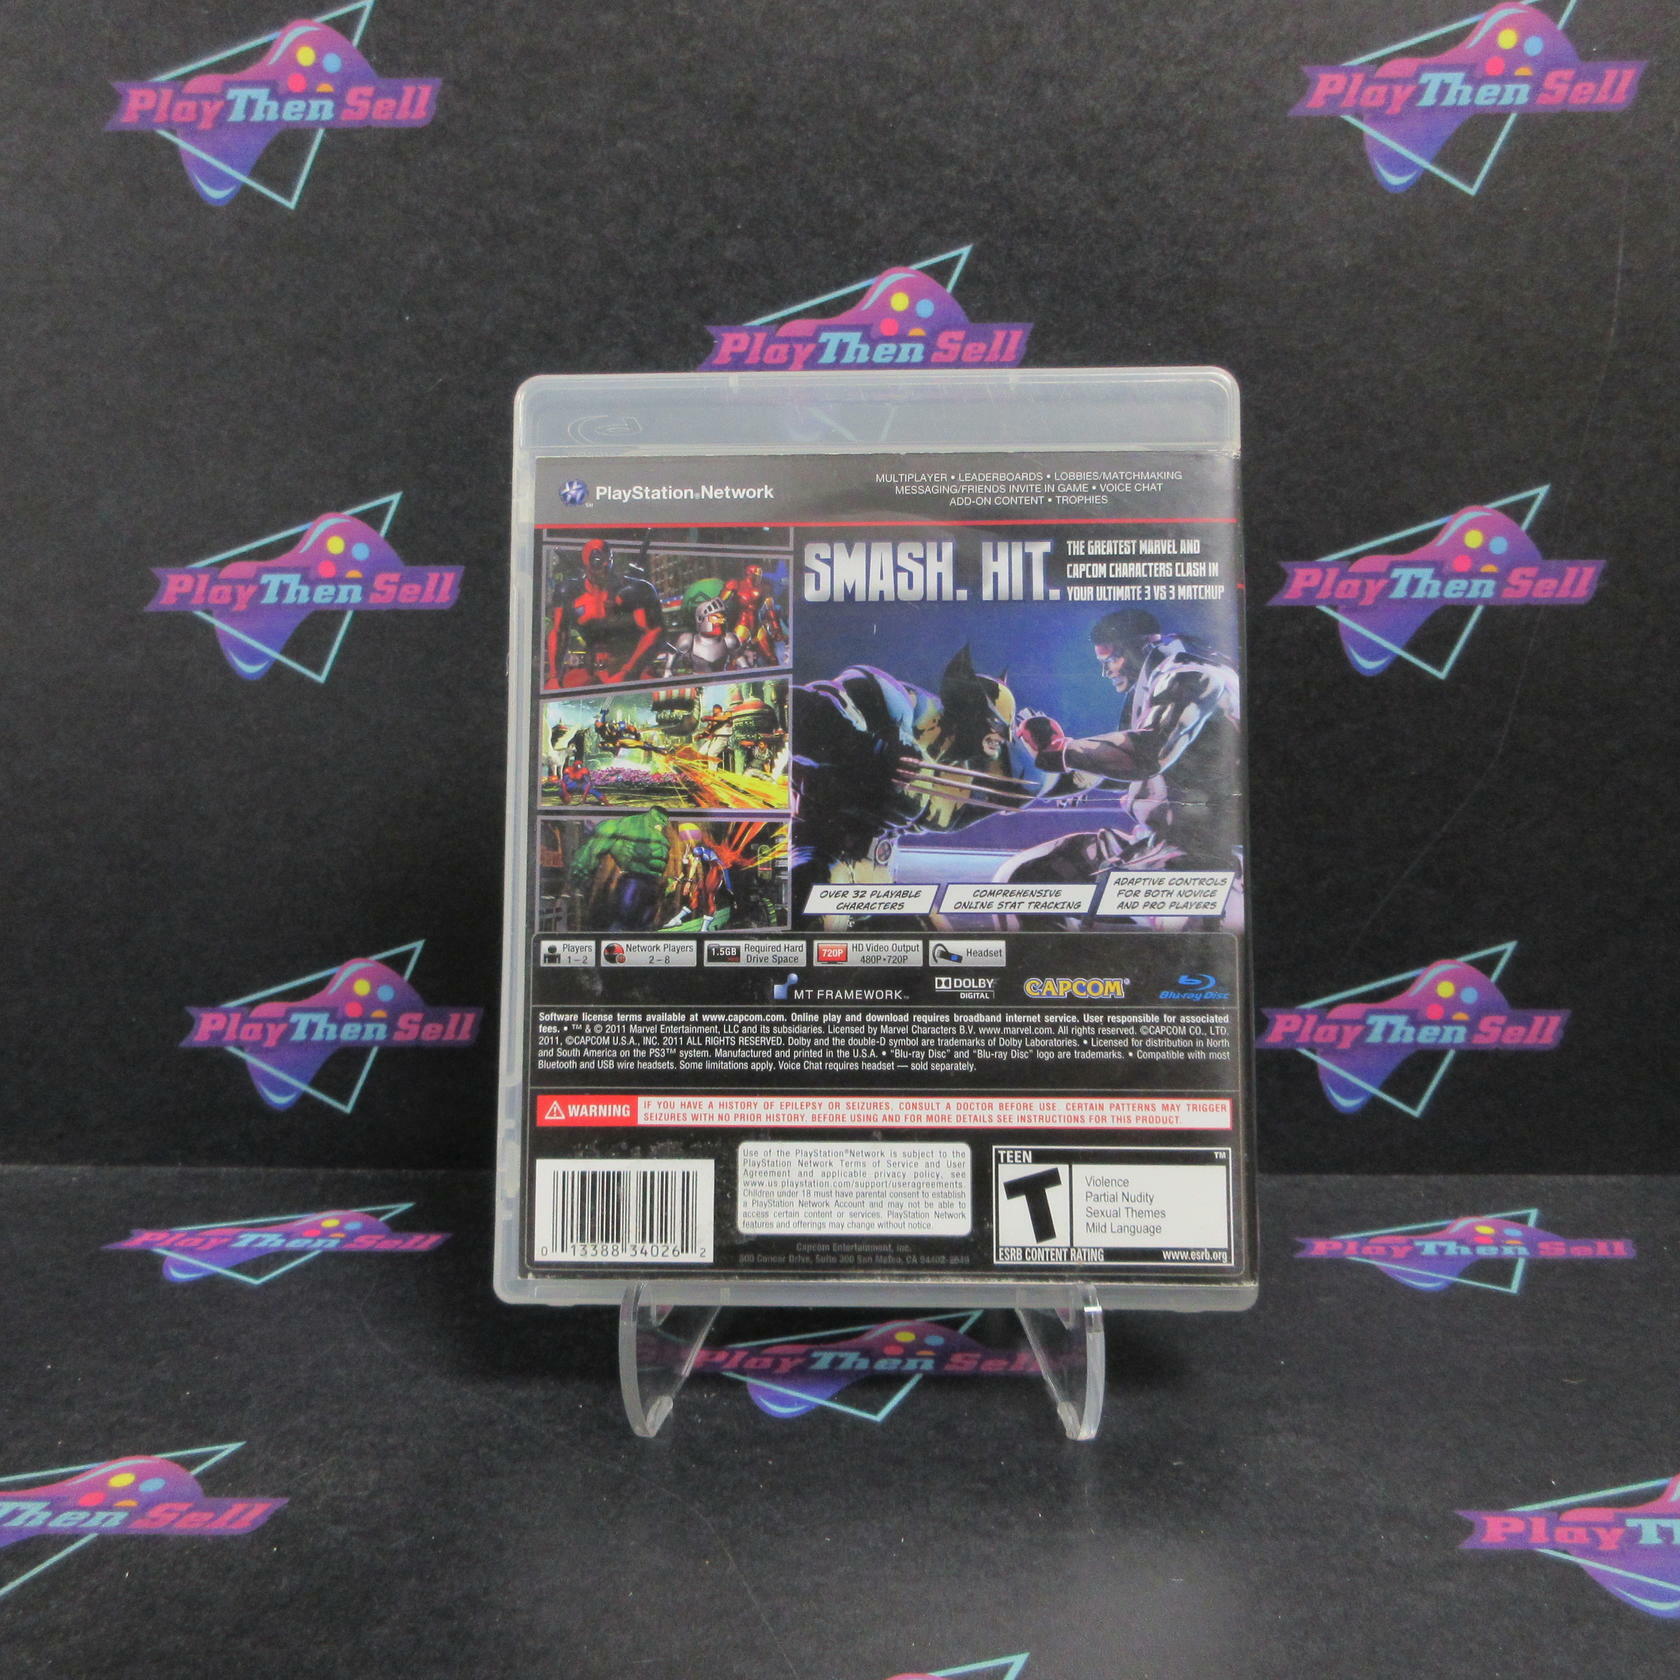 Play Then Sell
Play Then Sell
Play Then Sell
Play Then Sell
Play Then Sell
Play Then Sell
Play Then Sell
Play Then Sell
Play Then Sell
Play Then Sell
Then Sell
PlayStation®Network
MULTIPLAYER • LEADERBOARDS • LOBBIES/MATCHMAKING
MESSAGING/FRIENDS INVITE IN GAME • VOICE CHAT
ADD-ON CONTENT • TROPHIES
SMASH. HIT.
THE GREATEST MARVEL AND
CAPCOM CHARACTERS CLASH IN
YOUR ULTIMATE 3 VS 3 MATCHUP
OVER 32 PLAYABLE
CHARACTERS
COMPREHENSIVE
ONLINE STAT TRACKING
ADAPTIVE CONTROLS
FOR BOTH NOVICE
AND PRO PLAYERS
Players
1–2
Network Players
2–8
1.5GB
Required Hard
Drive Space
720P
HD Video Output
480P•720P
Headset
MT FRAMEWORK™
DOLBY
DIGITAL
CAPCOM®
Blu-ray Disc
Software license terms available at www.capcom.com. Online play and download requires broadband internet service. User responsible for associated
fees. • ™ & © 2011 Marvel Entertainment, LLC and its subsidiaries. Licensed by Marvel Characters B.V. www.marvel.com. All rights reserved. ©CAPCOM CO., LTD.
2011, ©CAPCOM U.S.A., INC. 2011 ALL RIGHTS RESERVED. Dolby and the double-D symbol are trademarks of Dolby Laboratories. • Licensed for distribution in North
and South America on the PS3™ system. Manufactured and printed in the U.S.A. • “Blu-ray Disc” and “Blu-ray Disc” logo are trademarks. • Compatible with most
Bluetooth and USB wire headsets. Some limitations apply. Voice Chat requires headset — sold separately.
WARNING
IF YOU HAVE A HISTORY OF EPILEPSY OR SEIZURES, CONSULT A DOCTOR BEFORE USE. CERTAIN PATTERNS MAY TRIGGER
SEIZURES WITH NO PRIOR HISTORY. BEFORE USING AND FOR MORE DETAILS SEE INSTRUCTIONS FOR THIS PRODUCT.
0 13388 34026 2
Use of the PlayStation®Network is subject to the
PlayStation Network Terms of Service and User
Agreement and applicable privacy policy, see
www.us.playstation.com/support/useragreements.
Children under 18 must have parental consent to establish
a PlayStation Network Account and may not be able to
access certain content or services. PlayStation Network
features and offerings may change without notice.
Capcom Entertainment, Inc.
800 Concar Drive, Suite 300 San Mateo, CA 94402-2649
TEEN ™
T
Violence
Partial Nudity
Sexual Themes
Mild Language
ESRB CONTENT RATING www.esrb.org